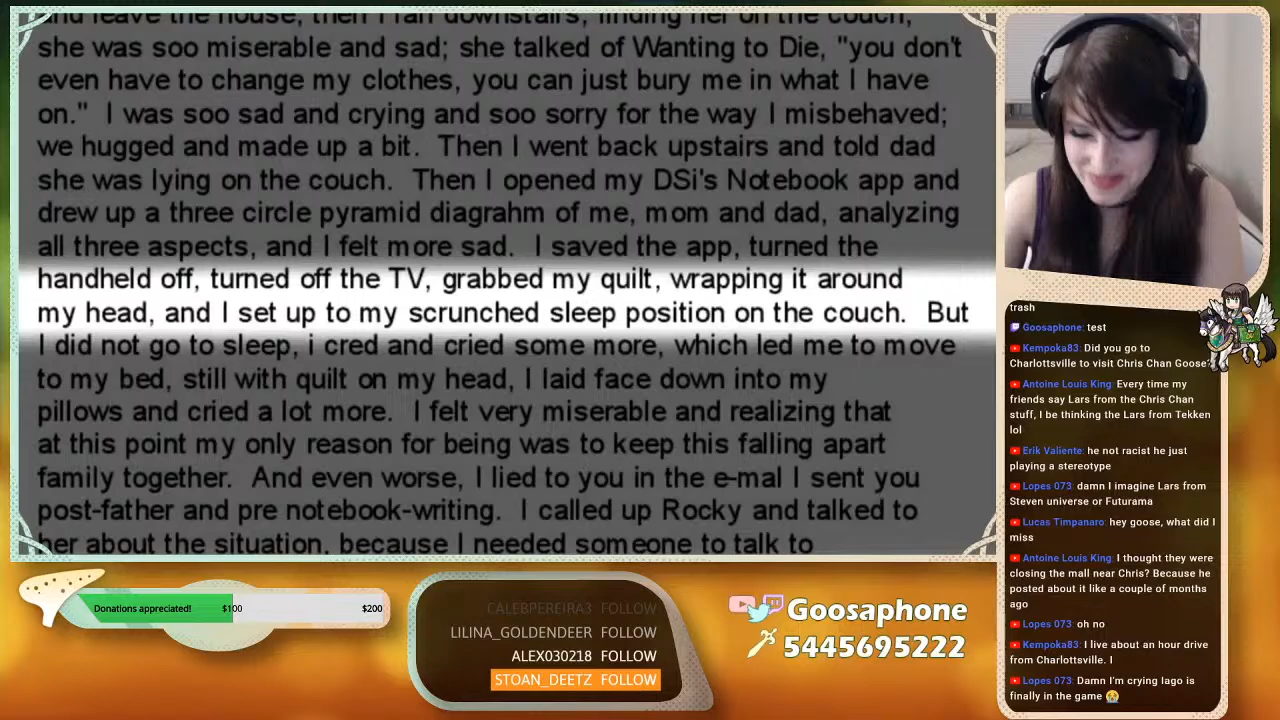 and leave the house, then I ran downstairs, finding her on the couch,
she was soo miserable and sad; she talked of Wanting to Die, "you don't
even have to change my clothes, you can just bury me in what I have
on."  I was soo sad and crying and soo sorry for the way I misbehaved;
we hugged and made up a bit.  Then I went back upstairs and told dad
she was lying on the couch.  Then I opened my DSi's Notebook app and
drew up a three circle pyramid diagrahm of me, mom and dad, analyzing
all three aspects, and I felt more sad.  I saved the app, turned the
handheld off, turned off the TV, grabbed my quilt, wrapping it around
my head, and I set up to my scrunched sleep position on the couch.  But
I did not go to sleep, i cred and cried some more, which led me to move
to my bed, still with quilt on my head, I laid face down into my
pillows and cried a lot more.  I felt very miserable and realizing that
at this point my only reason for being was to keep this falling apart
family together.  And even worse, I lied to you in the e-mal I sent you
post-father and pre notebook-writing.  I called up Rocky and talked to
her about the situation, because I needed someone to talk to
trash
Goosaphone: test
Kempoka83: Did you go to
Charlottsville to visit Chris Chan Goose?
Antoine Louis King: Every time my
friends say Lars from the Chris Chan
stuff, I be thinking the Lars from Tekken
lol
Erik Valiente: he not racist he just
playing a stereotype
Lopes 073: damn I imagine Lars from
Steven universe or Futurama
Lucas Timpanaro: hey goose, what did I
miss
Antoine Louis King: I thought they were
closing the mall near Chris? Because he
posted about it like a couple of months
ago
Lopes 073: oh no
Kempoka83: I live about an hour drive
from Charlottsville. I
Lopes 073: Damn I'm crying Iago is
finally in the game 😭
Donations appreciated! $100 $200
CALEBPEREIRA3 FOLLOW
LILINA_GOLDENDEER FOLLOW
ALEX030218 FOLLOW
STOAN_DEETZ FOLLOW
Goosaphone
5445695222